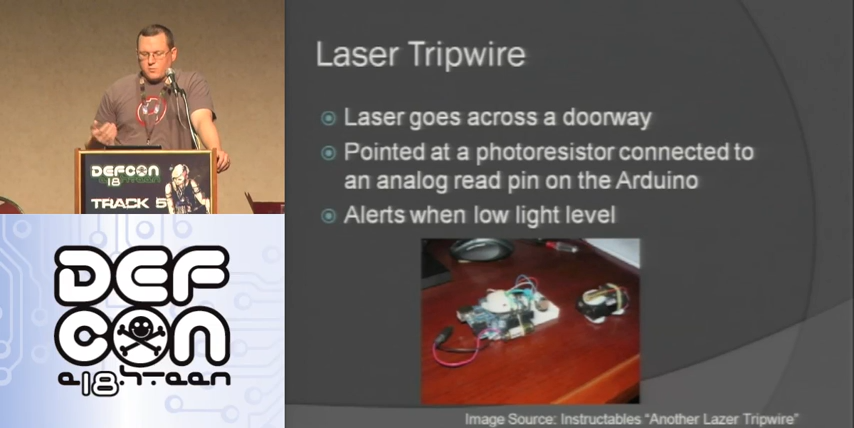 DEFCON
18
TRACK 5
DEF
CON
e18hteen
Laser Tripwire
Laser goes across a doorway
Pointed at a photoresistor connected to
an analog read pin on the Arduino
Alerts when low light level
Image Source: Instructables “Another Lazer Tripwire”